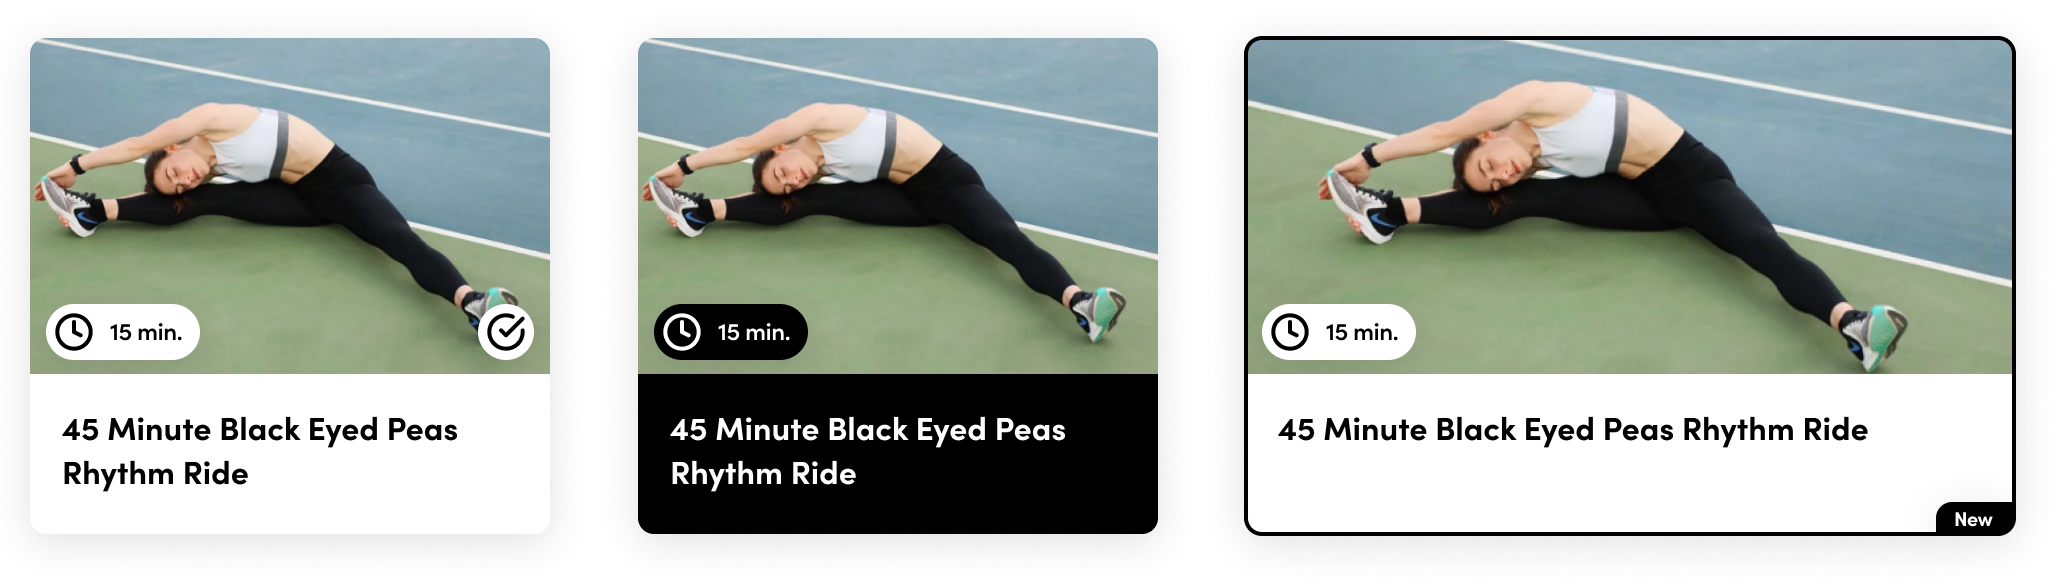 15 min.
45 Minute Black Eyed Peas
Rhythm Ride
15 min.
45 Minute Black Eyed Peas
Rhythm Ride
15 min.
45 Minute Black Eyed Peas Rhythm Ride
New